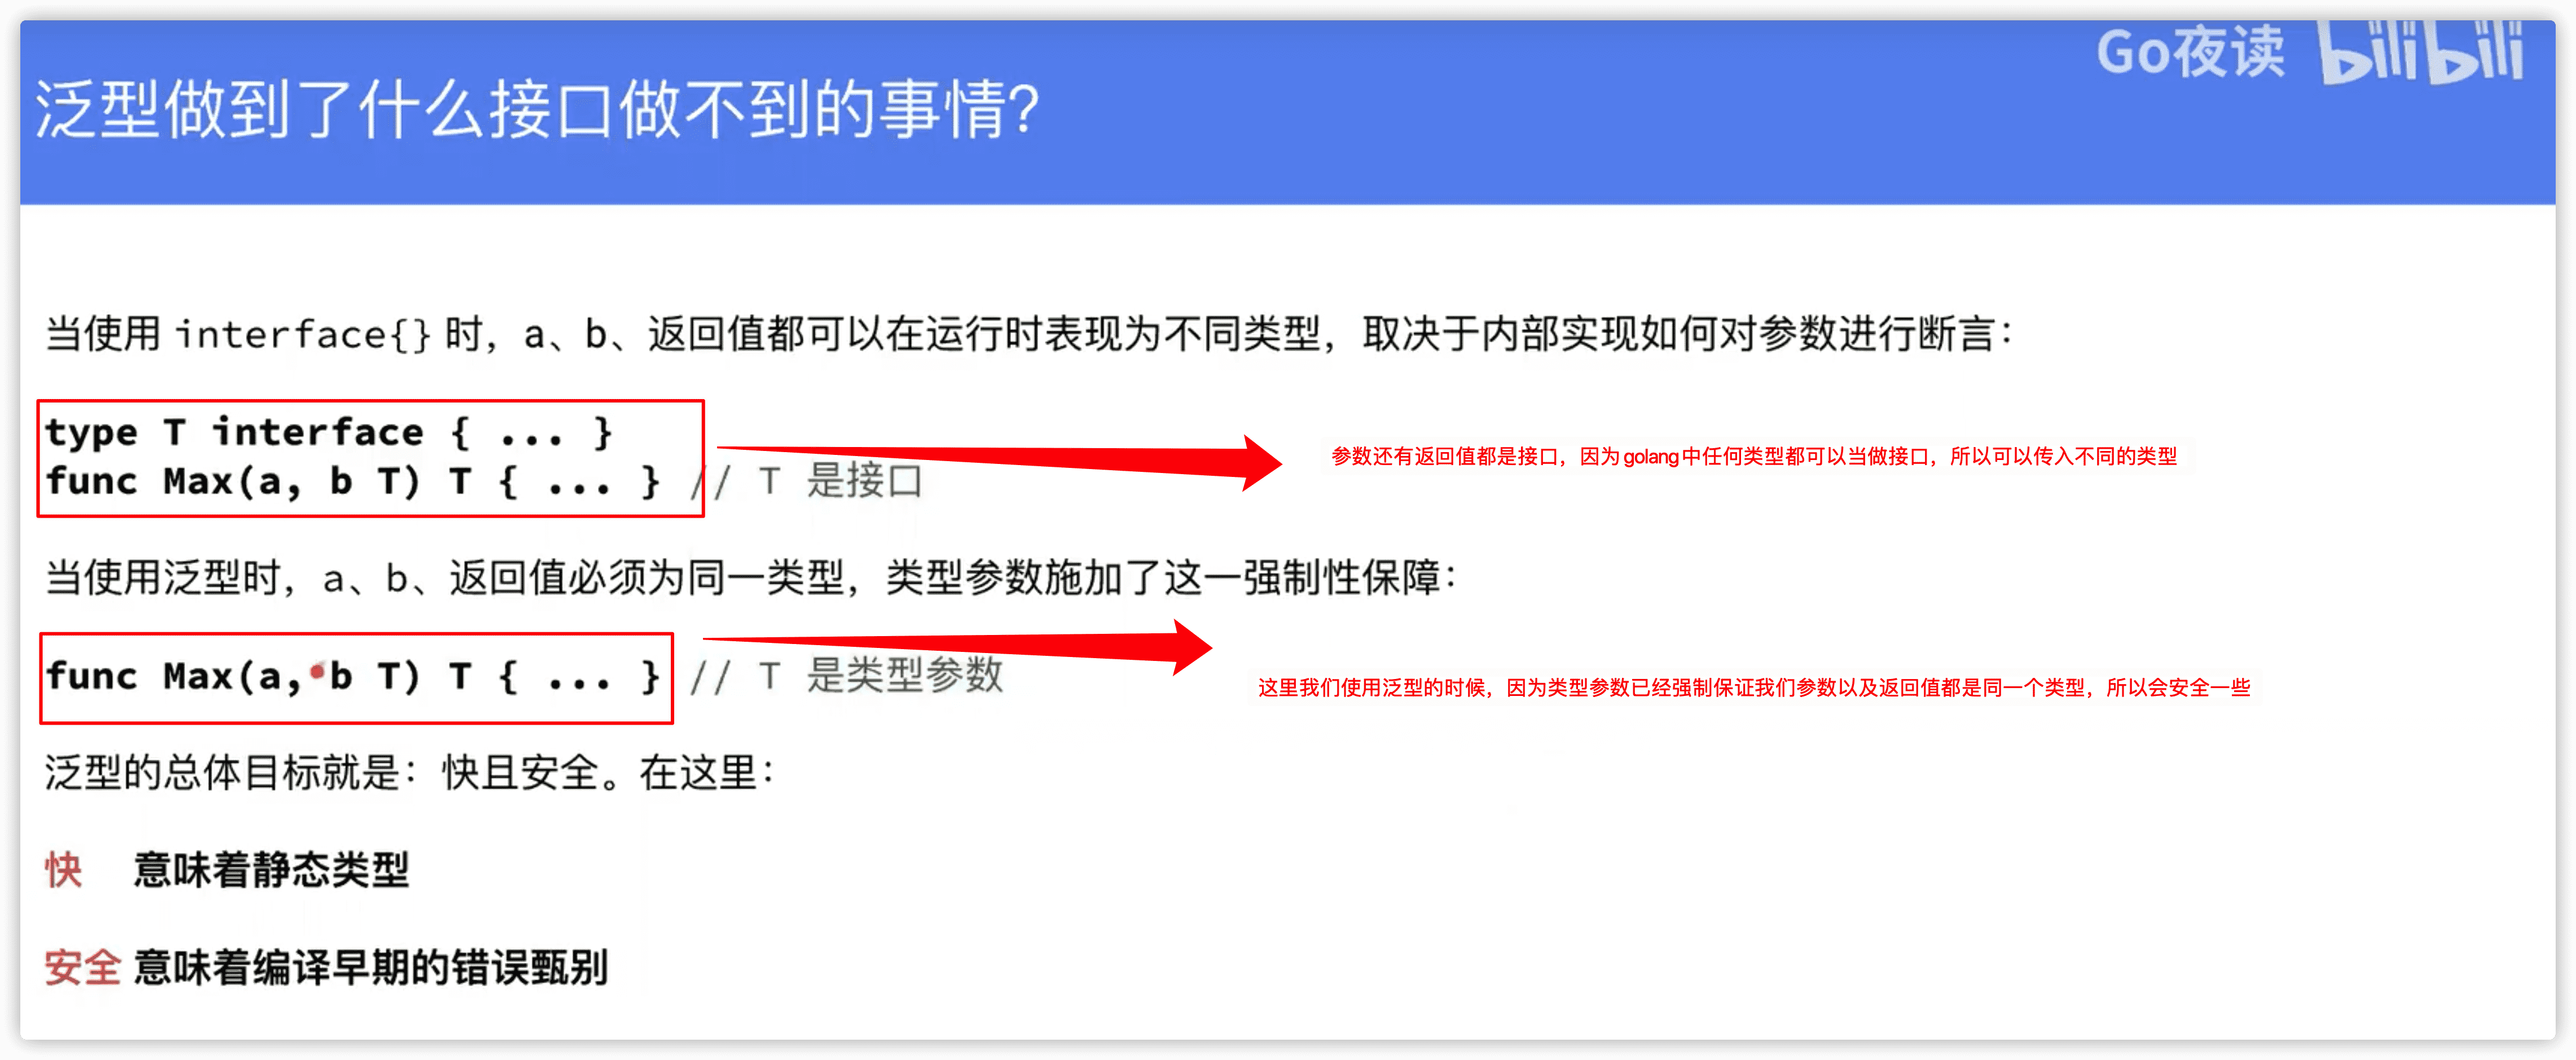 Go夜读 bilibili
泛型做到了什么接口做不到的事情?
当使用 interface{} 时，a、b、返回值都可以在运行时表现为不同类型，取决于内部实现如何对参数进行断言：
type T interface { ... }
func Max(a, b T) T { ... } // T 是接口
参数还有返回值都是接口，因为golang中任何类型都可以当做接口，所以可以传入不同的类型
当使用泛型时，a、b、返回值必须为同一类型，类型参数施加了这一强制性保障：
func Max(a, b T) T { ... } // T 是类型参数
这里我们使用泛型的时候，因为类型参数已经强制保证我们参数以及返回值都是同一个类型，所以会安全一些
泛型的总体目标就是：快且安全。在这里：
快 意味着静态类型
安全 意味着编译早期的错误甄别